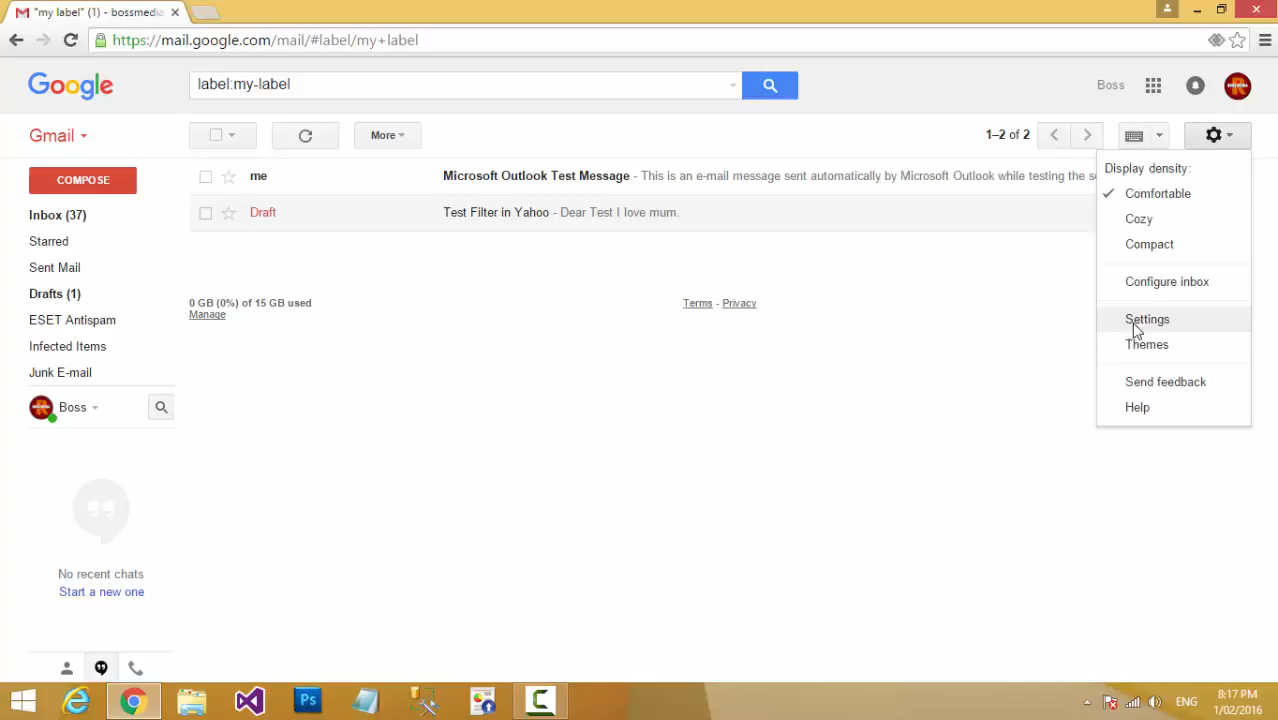 "my label" (1) - bossmedia
https://mail.google.com/mail/#label/my+label
Google
label:my-label
Boss
Gmail
More
1–2 of 2
COMPOSE
Inbox (37)
Starred
Sent Mail
Drafts (1)
ESET Antispam
Infected Items
Junk E-mail
Boss
me
Microsoft Outlook Test Message - This is an e-mail message sent automatically by Microsoft Outlook while testing the se
Draft
Test Filter in Yahoo - Dear Test I love mum.
0 GB (0%) of 15 GB used
Manage
Terms - Privacy
Display density:
Comfortable
Cozy
Compact
Configure inbox
Settings
Themes
Send feedback
Help
No recent chats
Start a new one
Ps
ENG
8:17 PM
1/02/2016